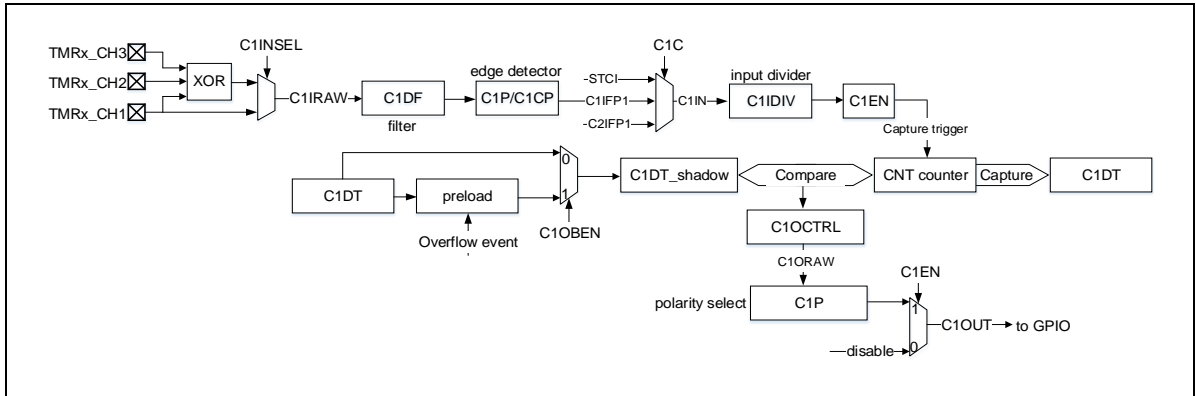 C1INSEL
C1C
TMRx_CH3
TMRx_CH2
TMRx_CH1
XOR
C1IRAW
C1DF
filter
edge detector
C1P/C1CP
-STCI
C1IFP1
-C2IFP1
C1IN
input divider
C1IDIV
C1EN
Capture trigger
0
C1DT
preload
1
C1OBEN
Overflow event
C1DT_shadow
Compare
CNT counter
Capture
C1DT
C1OCTRL
C1ORAW
C1EN
polarity select
C1P
1
C1OUT
to GPIO
disable
0